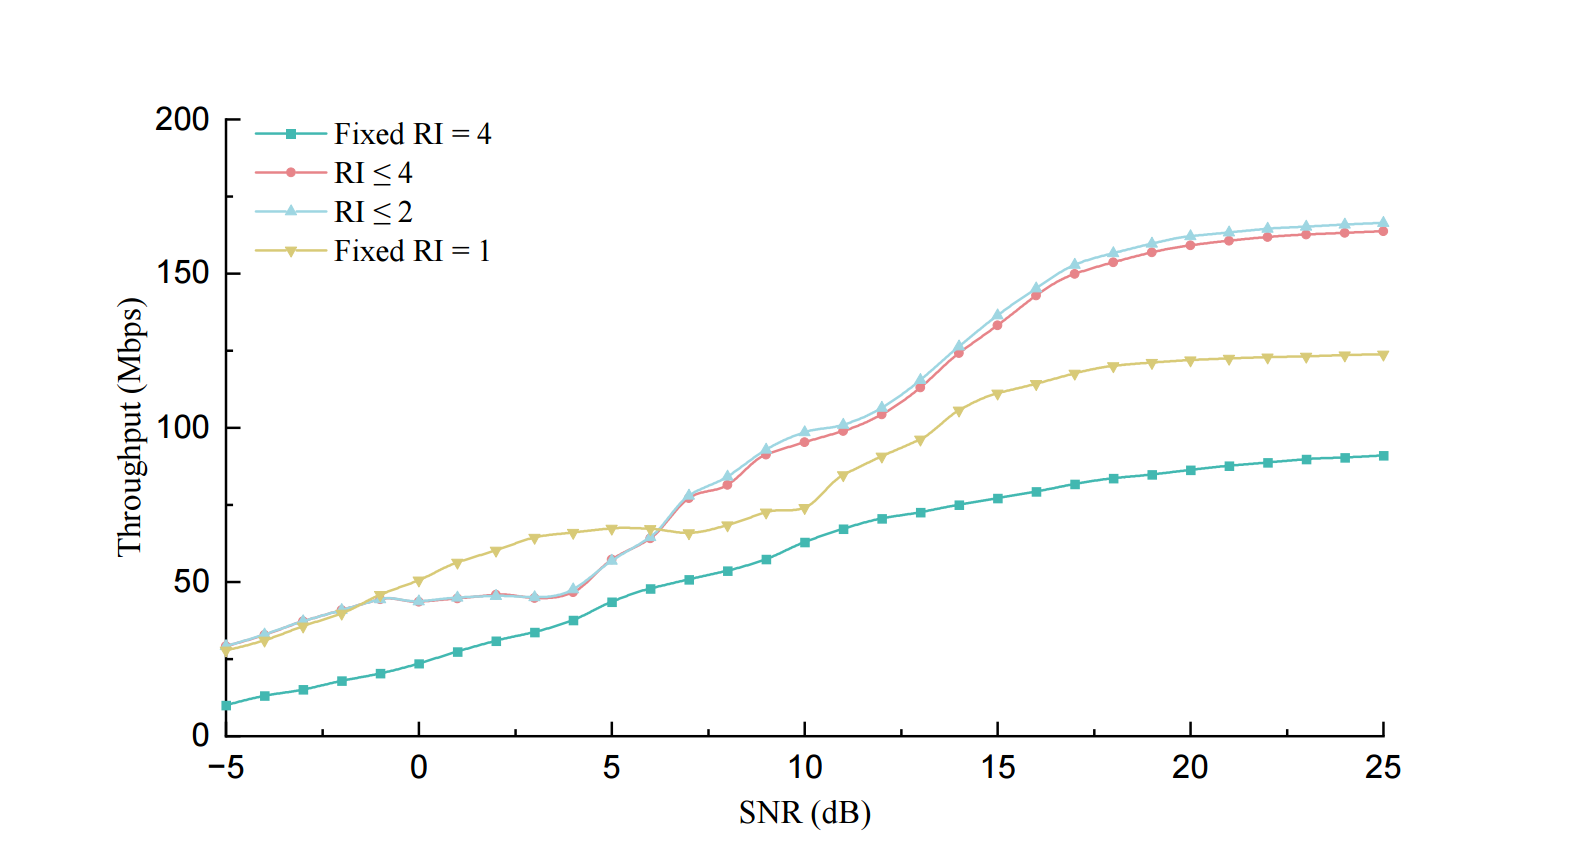 200
150
100
50
0
Throughput (Mbps)
Fixed RI = 4
RI ≤ 4
RI ≤ 2
Fixed RI = 1
−5 0 5 10 15 20 25
SNR (dB)